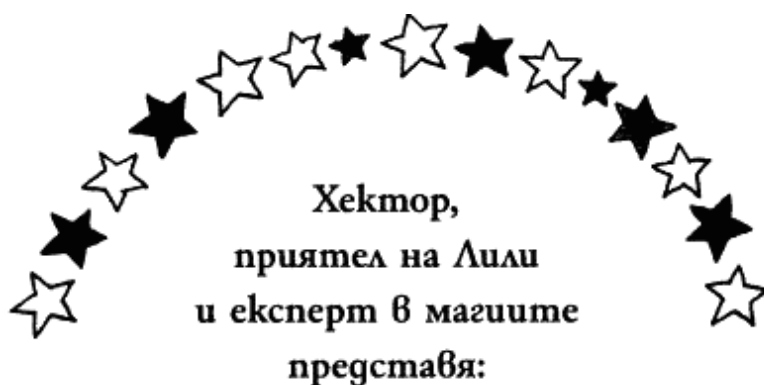 Хектор,
приятел на Лили
и експерт в магиите
представя: